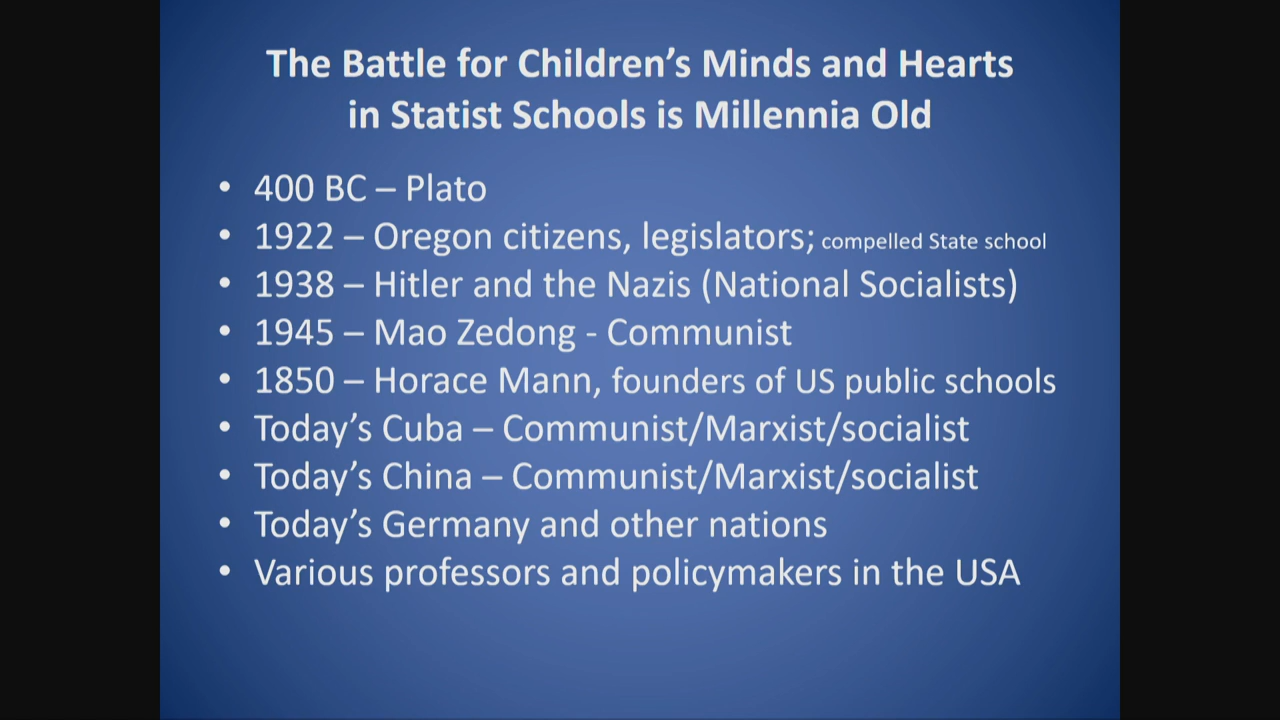 The Battle for Children’s Minds and Hearts
in Statist Schools is Millennia Old
• 400 BC – Plato
• 1922 – Oregon citizens, legislators; compelled State school
• 1938 – Hitler and the Nazis (National Socialists)
• 1945 – Mao Zedong - Communist
• 1850 – Horace Mann, founders of US public schools
• Today’s Cuba – Communist/Marxist/socialist
• Today’s China – Communist/Marxist/socialist
• Today’s Germany and other nations
• Various professors and policymakers in the USA